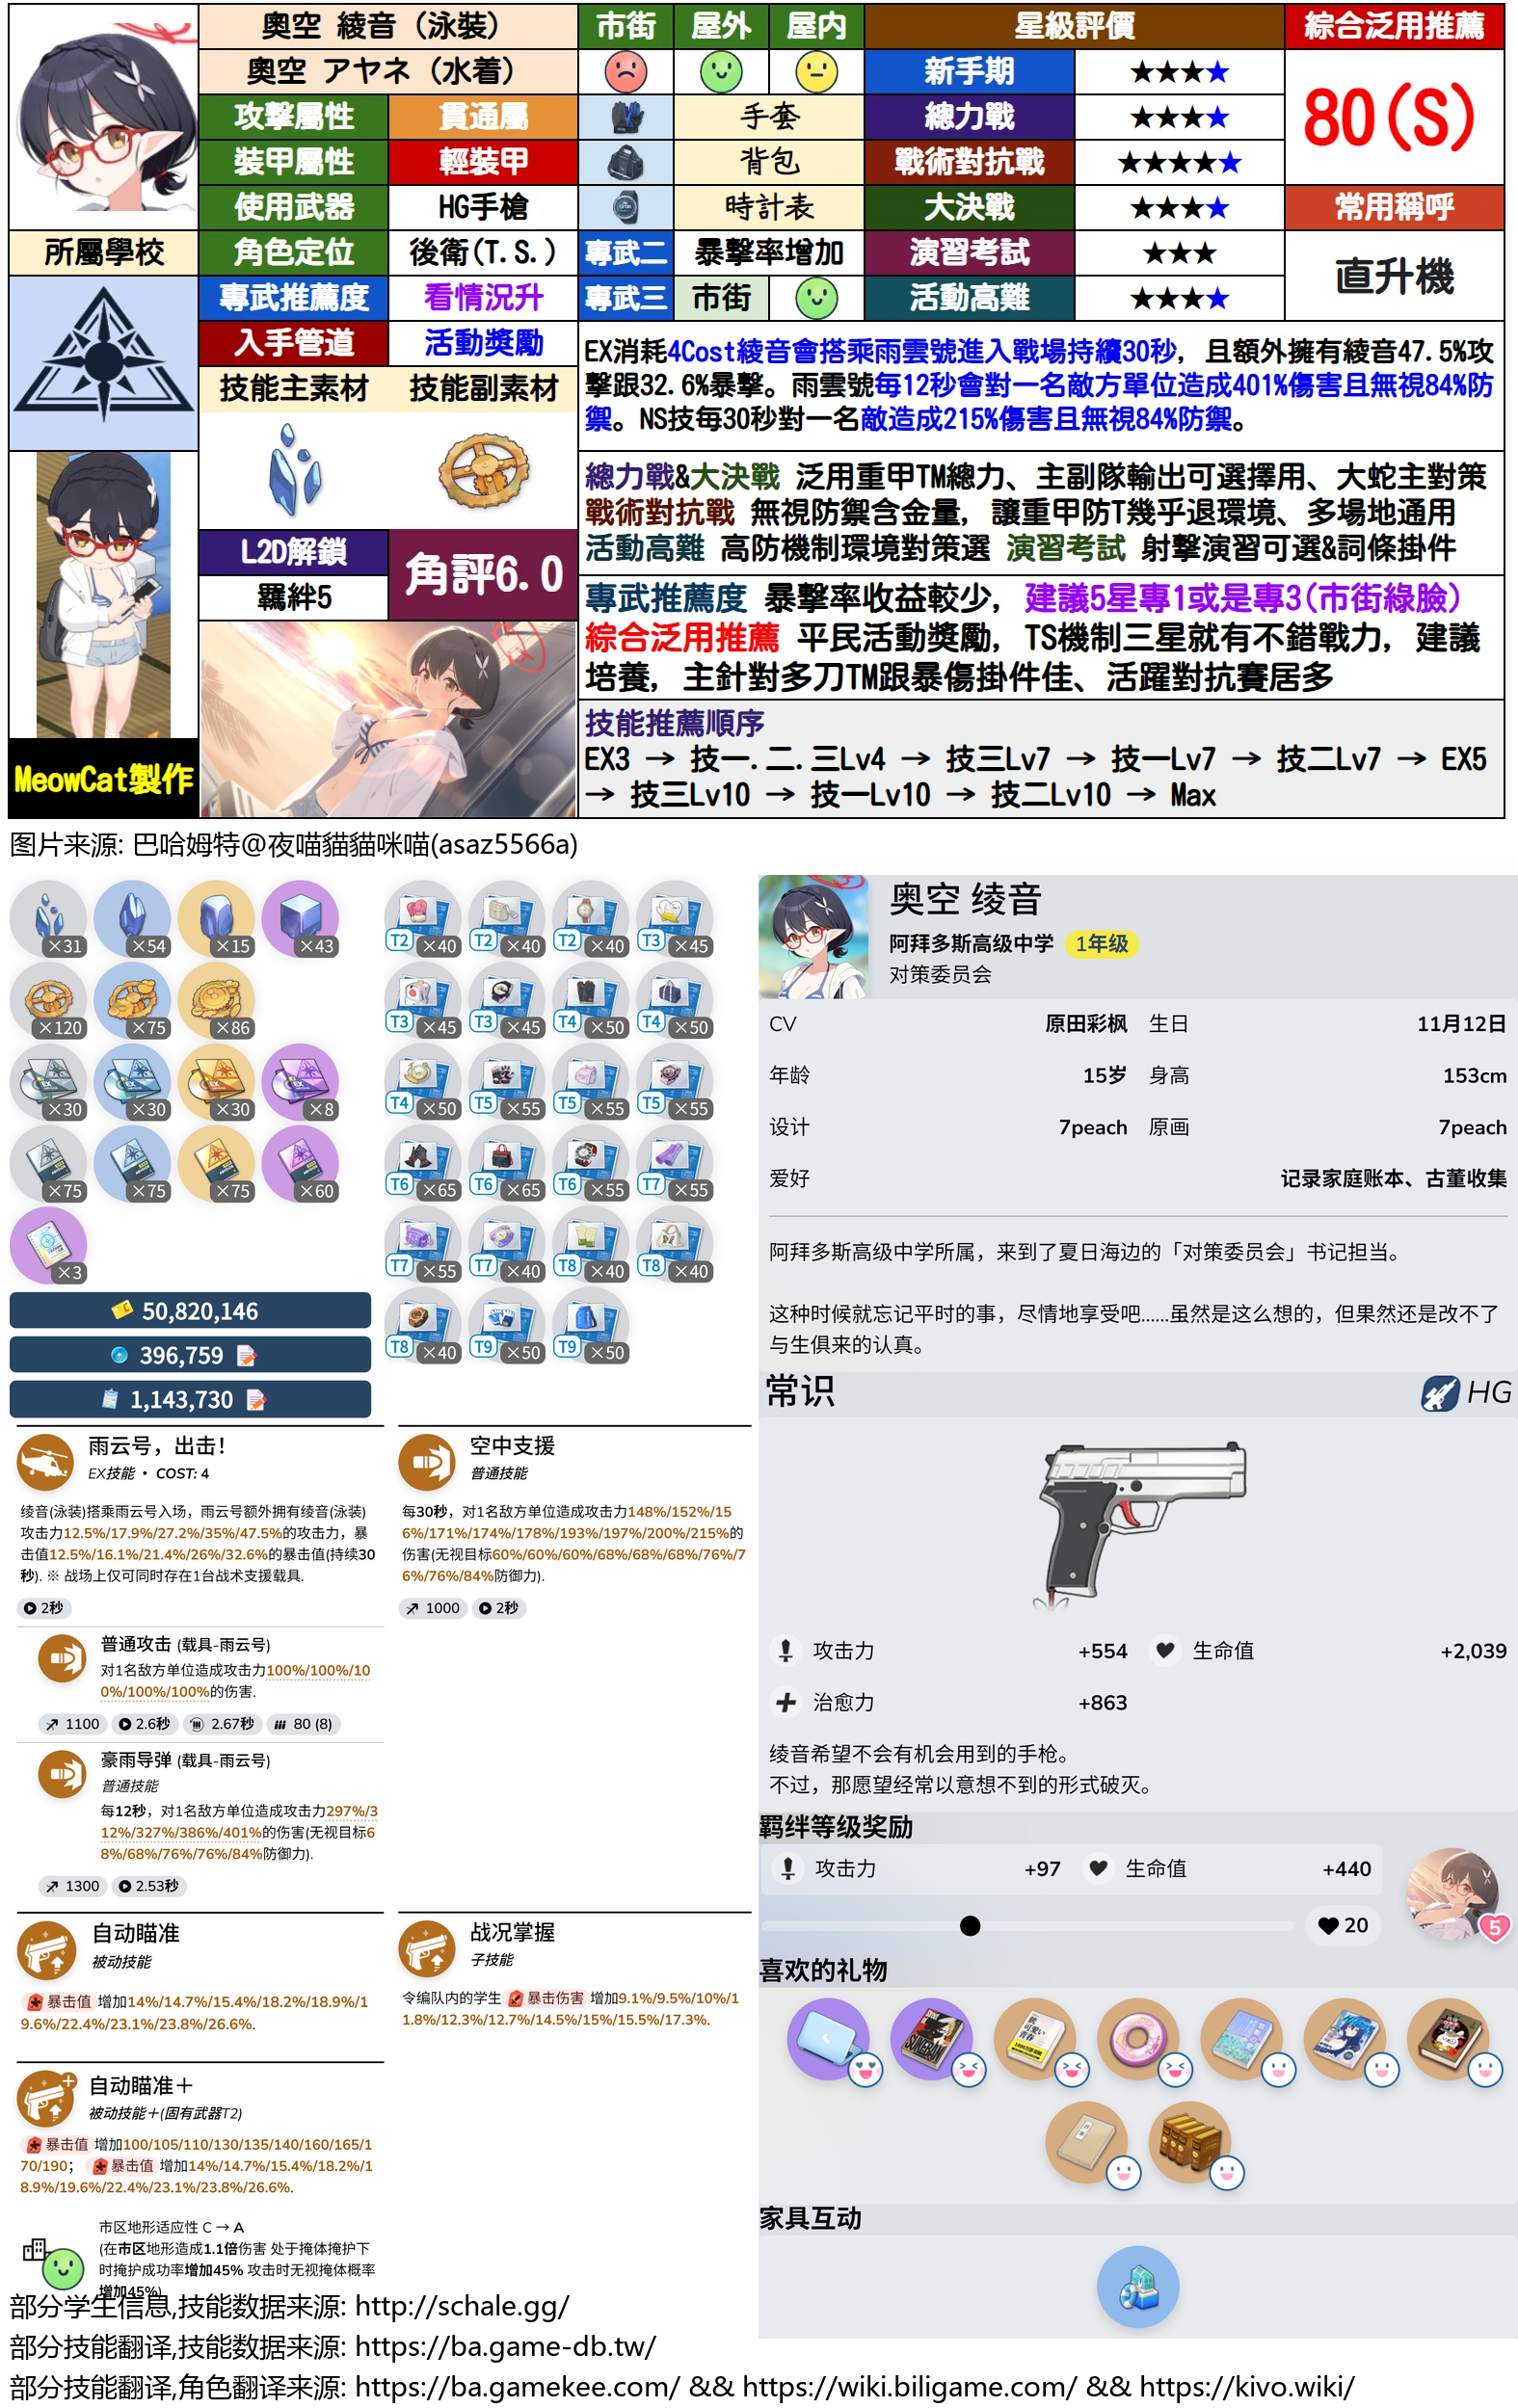 奧空 綾音 (泳裝)
市街 屋外 屋内
星級評價
綜合泛用推薦
奧空 アヤネ (水着)
新手期 ★★★★
80(S)
攻擊屬性 貫通屬
手套
總力戰 ★★★★
裝甲屬性 輕裝甲
背包
戰術對抗戰 ★★★★★
使用武器 HG手槍
時計表
大決戰 ★★★★
常用稱呼
所屬學校
角色定位 後衛(T.S.)
專武二 暴擊率增加
演習考試 ★★★
直升機
專武推薦度 看情況升
專武三 市街
活動高難 ★★★★
入手管道 活動獎勵
技能主素材 技能副素材
EX消耗4Cost綾音會搭乘雨雲號進入戰場持續30秒, 且額外擁有綾音47.5%攻
擊跟32.6%暴擊。雨雲號每12秒會對一名敵方單位造成401%傷害且無視84%防
禦。NS技每30秒對一名敵造成215%傷害且無視84%防禦。
總力戰&大決戰 泛用重甲TM總力、主副隊輸出可選擇用、大蛇主對策
戰術對抗戰 無視防禦含金量, 讓重甲防T幾乎退環境、多場地通用
活動高難 高防機制環境對策選 演習考試 射擊演習可選&詞條掛件
L2D解鎖
羈絆5
角評6.0
專武推薦度 暴擊率收益較少, 建議5星專1或是專3(市街綠臉)
綜合泛用推薦 平民活動獎勵, TS機制三星就有不錯戰力, 建議
培養, 主針對多刀TM跟暴傷掛件佳、活躍對抗賽居多
技能推薦順序
EX3 → 技一.二.三Lv4 → 技三Lv7 → 技一Lv7 → 技二Lv7 → EX5
→ 技三Lv10 → 技一Lv10 → 技二Lv10 → Max
MeowCat製作
图片来源: 巴哈姆特@夜喵貓貓咪喵(asaz5566a)
×31 ×54 ×15 ×43
×120 ×75 ×86
EX ×30 EX ×30 EX ×30 EX ×8
×75 ×75 ×75 ×60
×3
50,820,146
396,759
1,143,730
T2 ×40 T2 ×40 T2 ×40 T3 ×45
T3 ×45 T3 ×45 T4 ×50 T4 ×50
T4 ×50 T5 ×55 T5 ×55 T5 ×55
T6 ×65 T6 ×65 T6 ×55 T7 ×55
T7 ×55 T7 ×40 T8 ×40 T8 ×40
T8 ×40 T9 ×50 T9 ×50
雨云号，出击！
EX技能 · COST: 4
绫音(泳装)搭乘雨云号入场，雨云号额外拥有绫音(泳装)
攻击力12.5%/17.9%/27.2%/35%/47.5%的攻击力，暴
击值12.5%/16.1%/21.4%/26%/32.6%的暴击值(持续30
秒). ※ 战场上仅可同时存在1台战术支援载具.
2秒
普通攻击 (载具-雨云号)
对1名敌方单位造成攻击力100%/100%/10
0%/100%/100%的伤害.
1100 2.6秒 2.67秒 80 (8)
豪雨导弹 (载具-雨云号)
普通技能
每12秒，对1名敌方单位造成攻击力297%/3
12%/327%/386%/401%的伤害(无视目标6
8%/68%/76%/76%/84%防御力).
1300 2.53秒
空中支援
普通技能
每30秒，对1名敌方单位造成攻击力148%/152%/15
6%/171%/174%/178%/193%/197%/200%/215%的
伤害(无视目标60%/60%/60%/68%/68%/68%/76%/7
6%/76%/84%防御力).
1000 2秒
自动瞄准
被动技能
暴击值 增加14%/14.7%/15.4%/18.2%/18.9%/1
9.6%/22.4%/23.1%/23.8%/26.6%.
战况掌握
子技能
令编队内的学生 暴击伤害 增加9.1%/9.5%/10%/1
1.8%/12.3%/12.7%/14.5%/15%/15.5%/17.3%.
自动瞄准＋
被动技能＋(固有武器T2)
暴击值 增加100/105/110/130/135/140/160/165/1
70/190； 暴击值 增加14%/14.7%/15.4%/18.2%/1
8.9%/19.6%/22.4%/23.1%/23.8%/26.6%.
市区地形适应性 C → A
(在市区地形造成1.1倍伤害 处于掩体掩护下
时掩护成功率增加45% 攻击时无视掩体概率
增加45%)
奥空 绫音
阿拜多斯高级中学 1年级
对策委员会
CV 原田彩枫 生日 11月12日
年龄 15岁 身高 153cm
设计 7peach 原画 7peach
爱好 记录家庭账本、古董收集
阿拜多斯高级中学所属，来到了夏日海边的「对策委员会」书记担当。
这种时候就忘记平时的事，尽情地享受吧......虽然是这么想的，但果然还是改不了
与生俱来的认真。
常识 HG
攻击力 +554 生命值 +2,039
治愈力 +863
绫音希望不会有机会用到的手枪。
不过，那愿望经常以意想不到的形式破灭。
羁绊等级奖励
攻击力 +97 生命值 +440
20
5
喜欢的礼物
家具互动
部分学生信息,技能数据来源: http://schale.gg/
部分技能翻译,技能数据来源: https://ba.game-db.tw/
部分技能翻译,角色翻译来源: https://ba.gamekee.com/ && https://wiki.biligame.com/ && https://kivo.wiki/